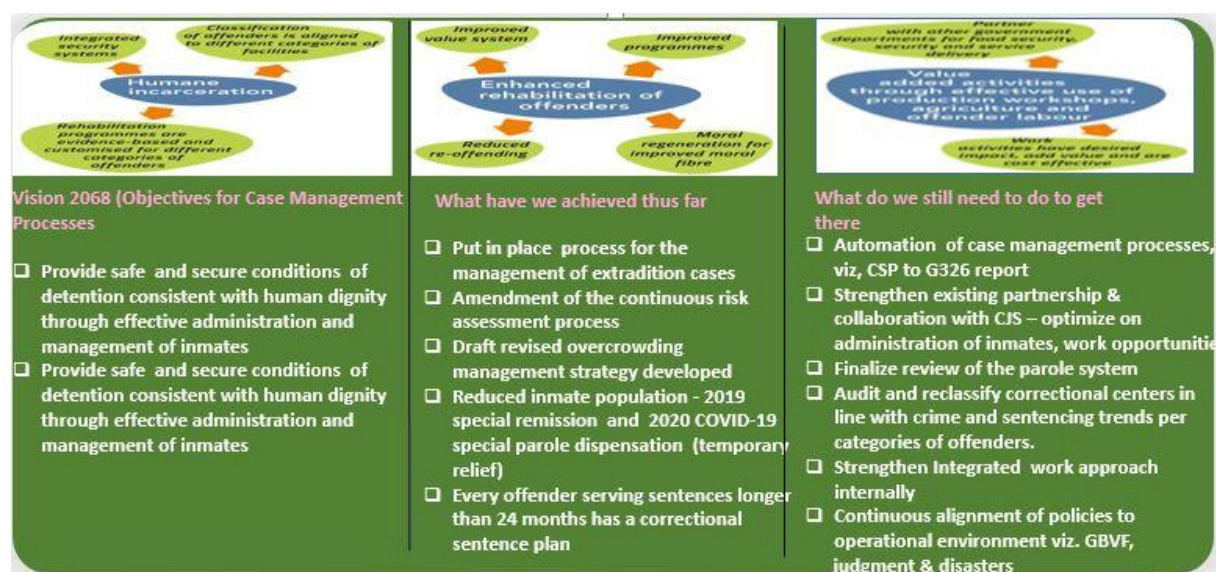 Integrated
security
systems
Classification
of offenders is aligned
to different categories of
facilities
Humane
incarceration
Rehabilitation
programmes are
evidence-based and
customised for different
categories of
offenders
Improved
value system
Improved
programmes
Enhanced
rehabilitation of
offenders
Reduced
re-offending
Moral
regeneration for
improved moral
fibre
Partner
with other government
departments for food security,
security and service
delivery
Value
added activities
through effective use of
production workshops,
agriculture and
offender labour
Work
activities have desired
impact, add value and are
cost effective
Vision 2068 (Objectives for Case Management
Processes
❑ Provide safe and secure conditions of
detention consistent with human dignity
through effective administration and
management of inmates
❑ Provide safe and secure conditions of
detention consistent with human dignity
through effective administration and
management of inmates
What have we achieved thus far
❑ Put in place process for the
management of extradition cases
❑ Amendment of the continuous risk
assessment process
❑ Draft revised overcrowding
management strategy developed
❑ Reduced inmate population - 2019
special remission and 2020 COVID-19
special parole dispensation (temporary
relief)
❑ Every offender serving sentences longer
than 24 months has a correctional
sentence plan
What do we still need to do to get
there
❑ Automation of case management processes,
viz, CSP to G326 report
❑ Strengthen existing partnership &
collaboration with CJS – optimize on
administration of inmates, work opportunitie
❑ Finalize review of the parole system
❑ Audit and reclassify correctional centers in
line with crime and sentencing trends per
categories of offenders.
❑ Strengthen Integrated work approach
internally
❑ Continuous alignment of policies to
operational environment viz. GBVF,
judgment & disasters